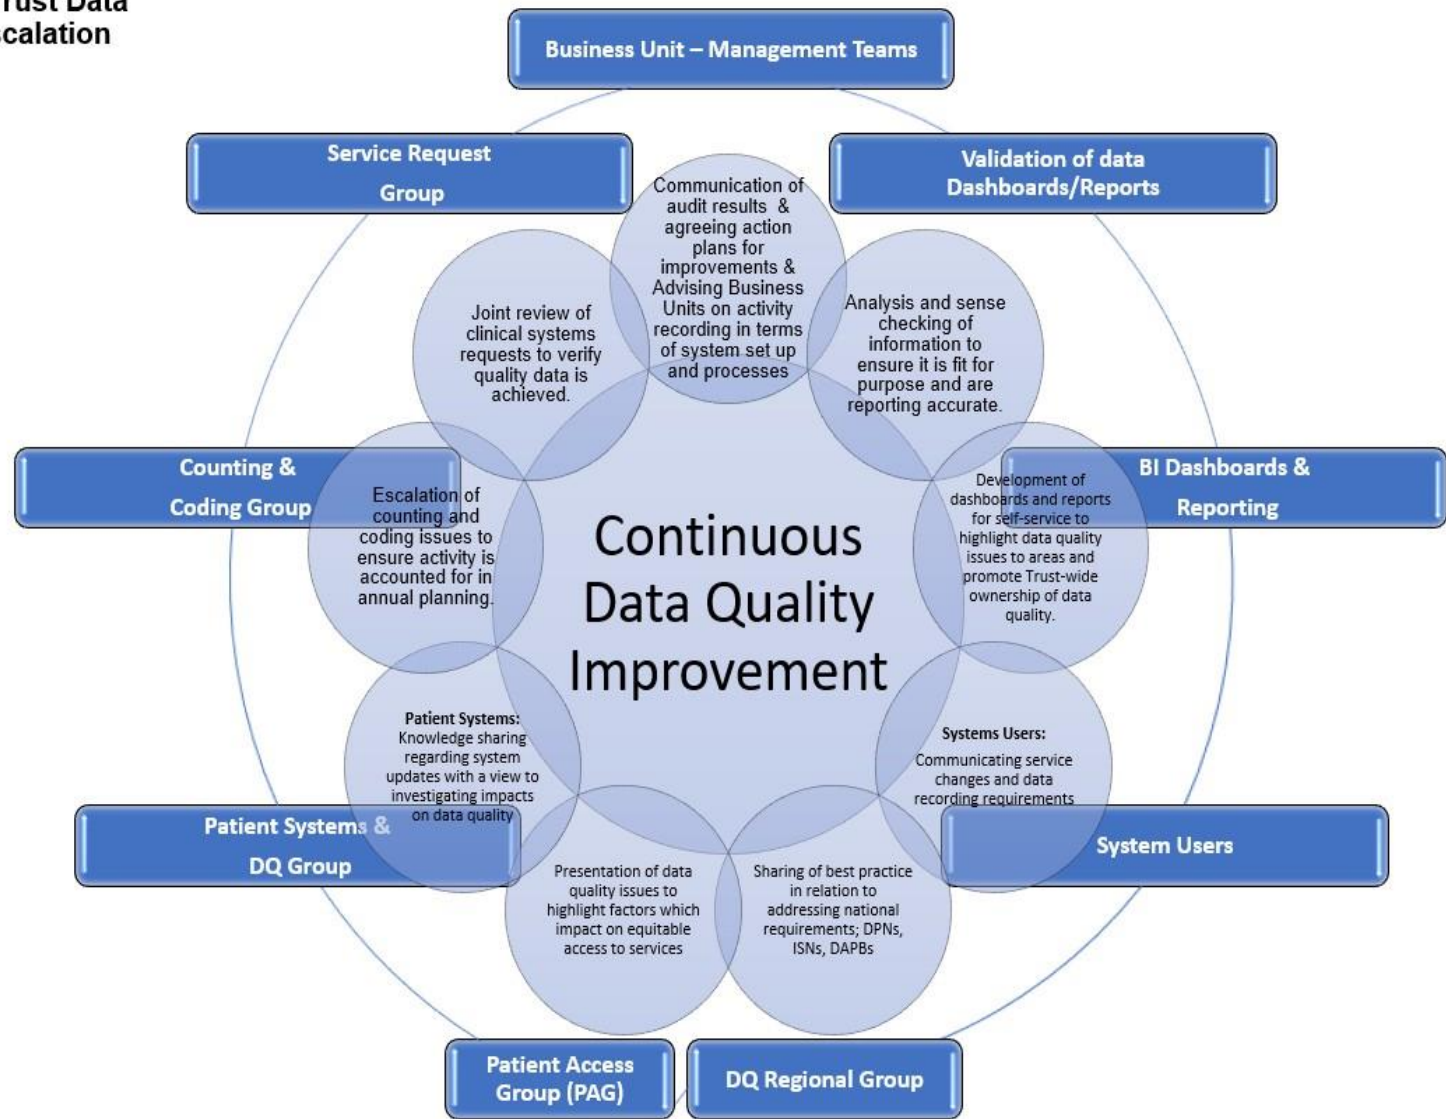 Trust Data
scalation
Business Unit – Management Teams
Service Request
Group
Validation of data
Dashboards/Reports
Communication of
audit results & 
agreeing action
plans for
improvements &
Advising Business
Units on activity
recording in terms
of system set up
and processes
Joint review of
clinical systems
requests to verify
quality data is
achieved.
Analysis and sense
checking of
information to
ensure it is fit for
purpose and are
reporting accurate.
Counting &
Coding Group
Escalation of
counting and
coding issues to
ensure activity is
accounted for in
annual planning.
BI Dashboards &
Reporting
Development of
dashboards and reports
for self-service to
highlight data quality
issues to areas and
promote Trust-wide
ownership of data
quality.
Continuous
Data Quality
Improvement
Patient Systems:
Knowledge sharing
regarding system
updates with a view to
investigating impacts
on data quality
Systems Users:
Communicating service
changes and data
recording requirements
Patient Systems &
DQ Group
System Users
Presentation of data
quality issues to
highlight factors which
impact on equitable
access to services
Sharing of best practice
in relation to
addressing national
requirements; DPNs,
ISNs, DAPBs
Patient Access
Group (PAG)
DQ Regional Group